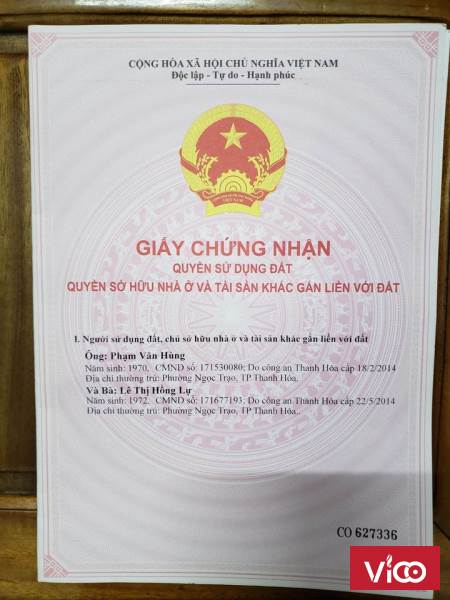 CỘNG HÒA XÃ HỘI CHỦ NGHĨA VIỆT NAM
Độc lập - Tự do - Hạnh phúc
GIẤY CHỨNG NHẬN
QUYỀN SỬ DỤNG ĐẤT
QUYỀN SỞ HỮU NHÀ Ở VÀ TÀI SẢN KHÁC GẮN LIỀN VỚI ĐẤT
I. Người sử dụng đất, chủ sở hữu nhà ở và tài sản khác gắn liền với đất
Ông: Phạm Văn Hùng
Năm sinh: 1970, CMND số: 171530080; Do công an Thanh Hóa cấp 18/2/2014
Địa chỉ thường trú: Phường Ngọc Trạo, TP Thanh Hóa.
Và Bà: Lê Thị Hồng Lự
Năm sinh: 1972, CMND số: 171677193; Do công an Thanh Hóa cấp 22/5/2014
Địa chỉ thường trú: Phường Ngọc Trạo, TP Thanh Hóa.
CO 627336
Vico